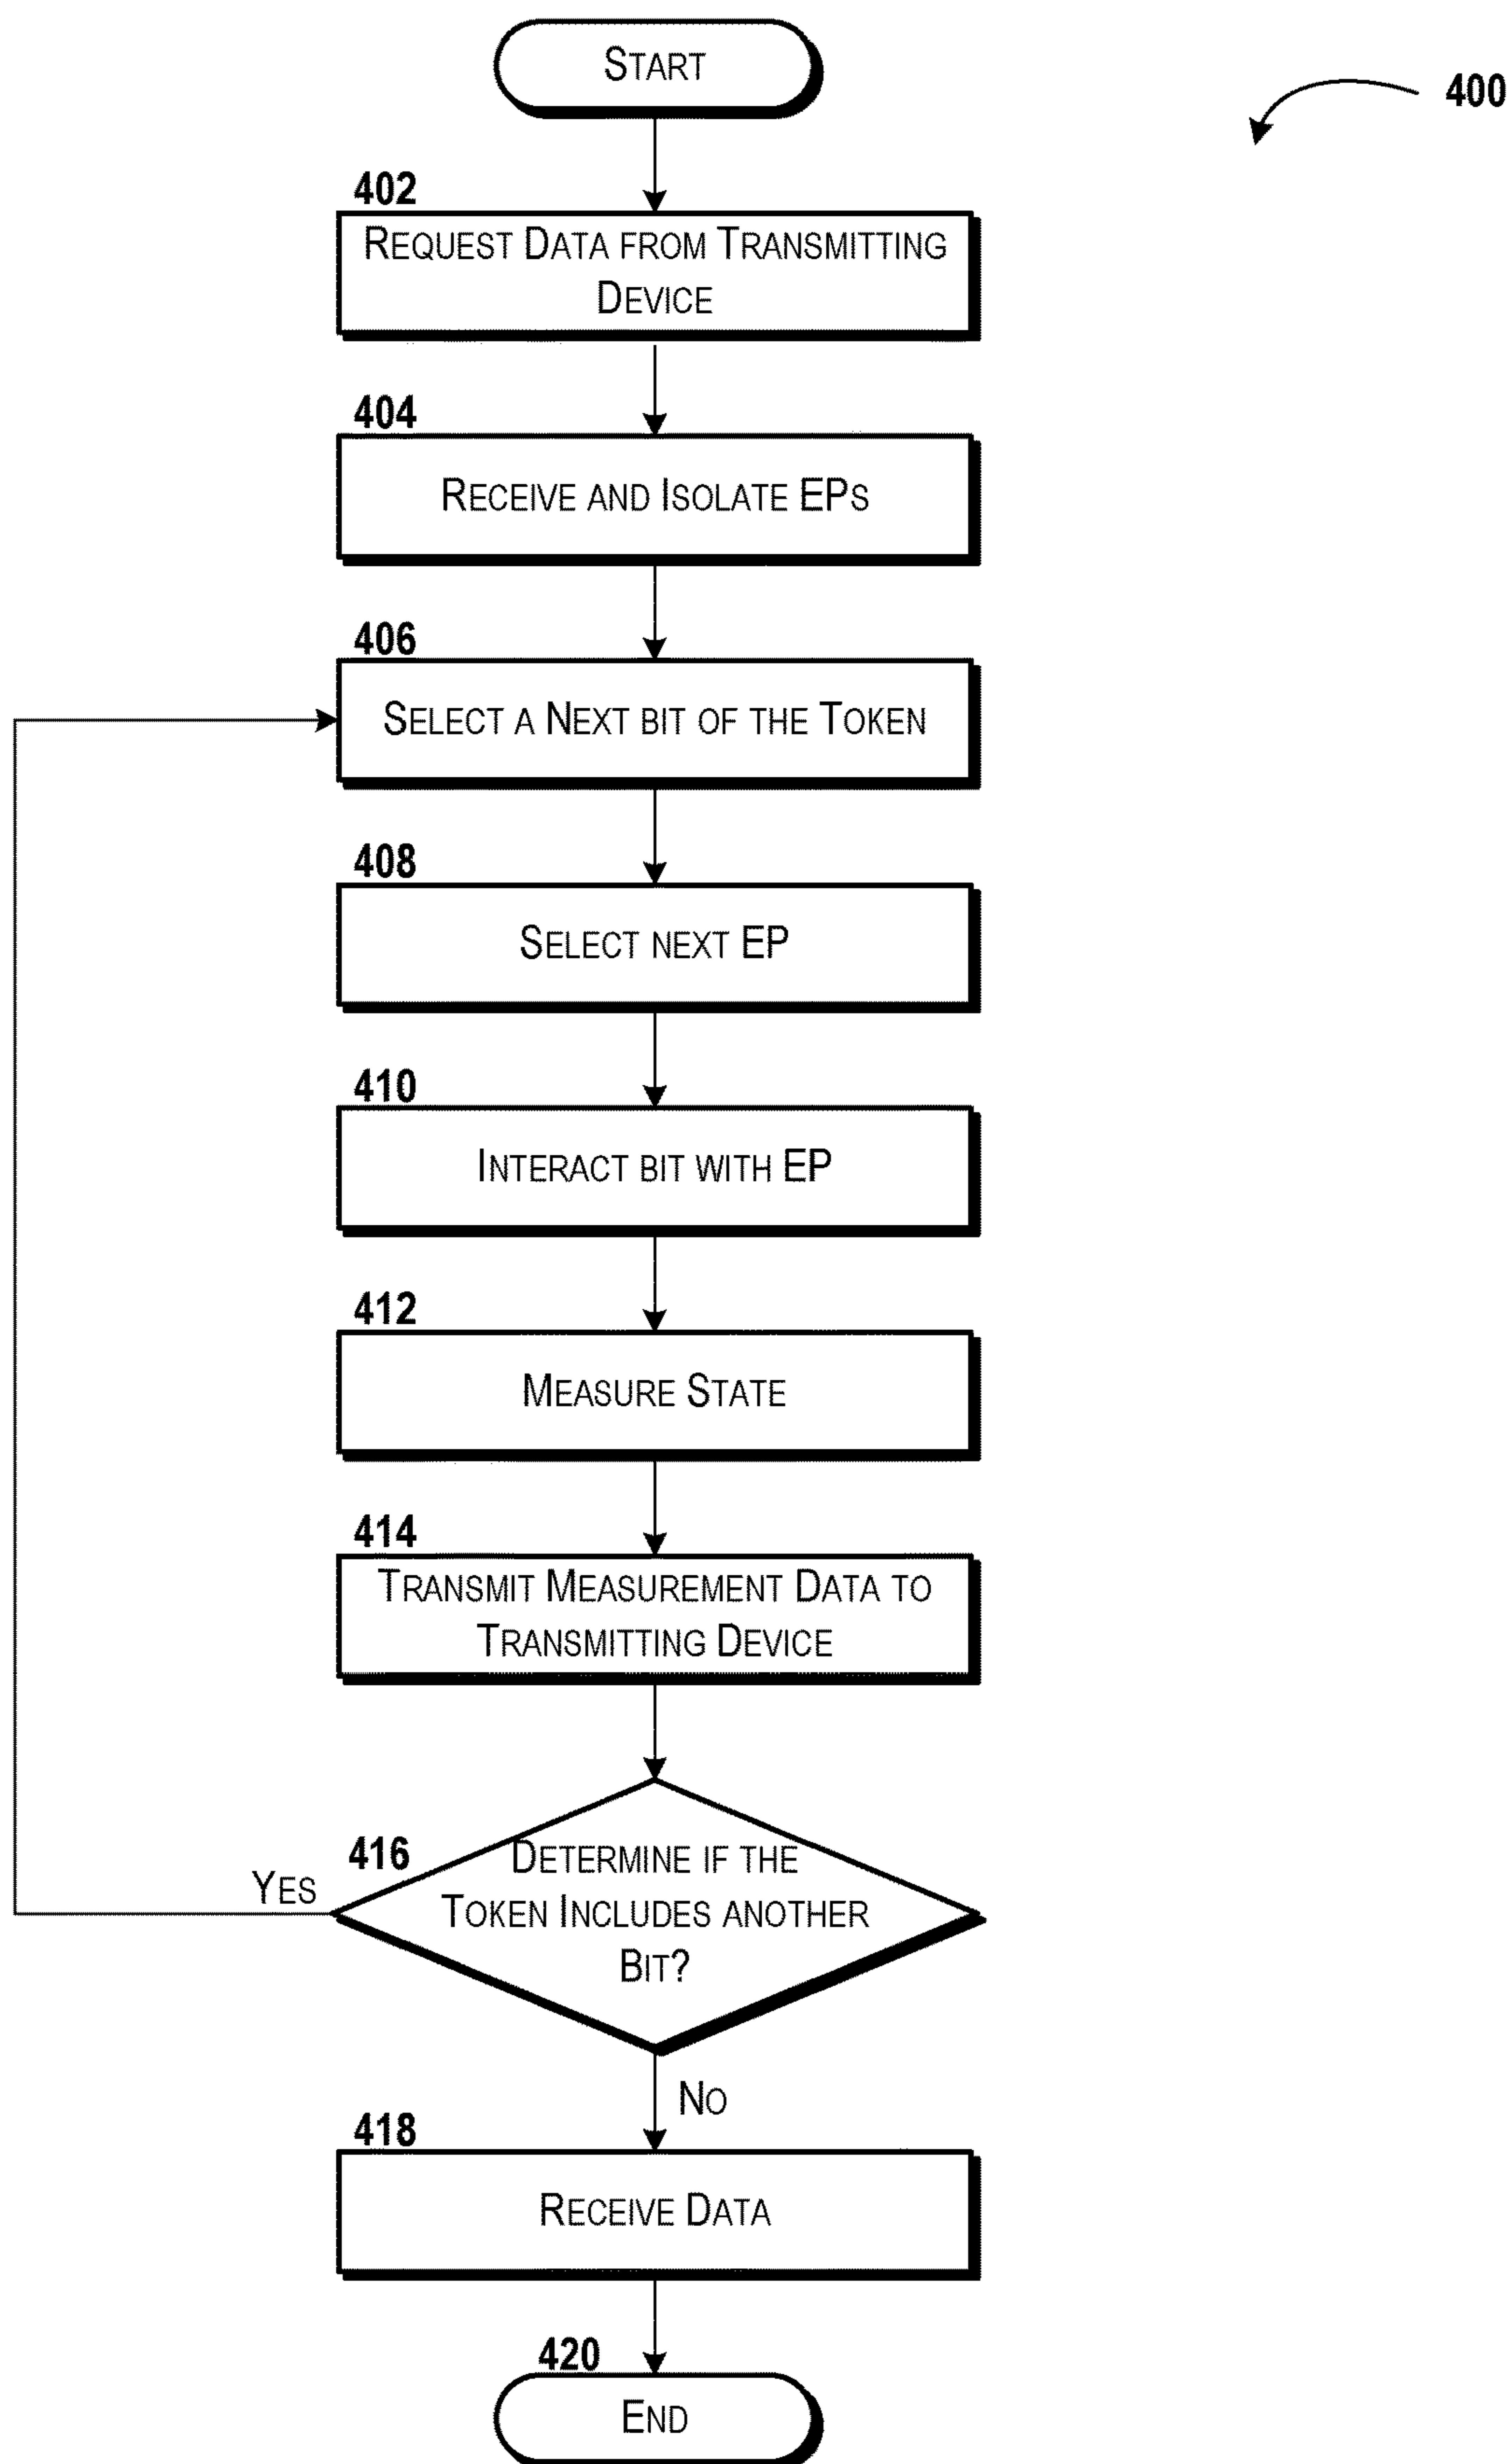 START
400
402
REQUEST DATA FROM TRANSMITTING
DEVICE
404
RECEIVE AND ISOLATE EPS
406
SELECT A NEXT BIT OF THE TOKEN
408
SELECT NEXT EP
410
INTERACT BIT WITH EP
412
MEASURE STATE
414
TRANSMIT MEASUREMENT DATA TO
TRANSMITTING DEVICE
416
YES
DETERMINE IF THE
TOKEN INCLUDES ANOTHER
BIT?
NO
418
RECEIVE DATA
420
END